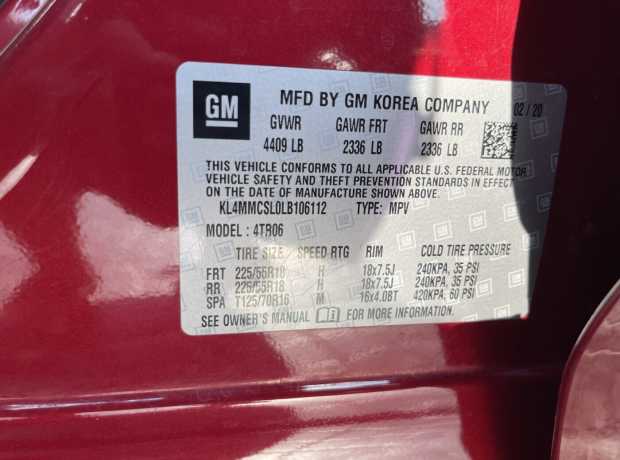 GM MFD BY GM KOREA COMPANY 02 / 20
GVWR GAWR FRT GAWR RR
4409 LB 2336 LB 2336 LB
THIS VEHICLE CONFORMS TO ALL APPLICABLE U.S. FEDERAL MOTOR
VEHICLE SAFETY AND THEFT PREVENTION STANDARDS IN EFFECT
ON THE DATE OF MANUFACTURE SHOWN ABOVE.
KL4MMCSL0LB106112 TYPE: MPV
MODEL: 4TR06
TIRE SIZE SPEED RTG RIM COLD TIRE PRESSURE
FRT 225/55R18 H 18x7.5J 240KPA, 35 PSI
RR 225/55R18 H 18x7.5J 240KPA, 35 PSI
SPA T125/70R16 M 16x4.0BT 420KPA, 60 PSI
SEE OWNER'S MANUAL FOR MORE INFORMATION.